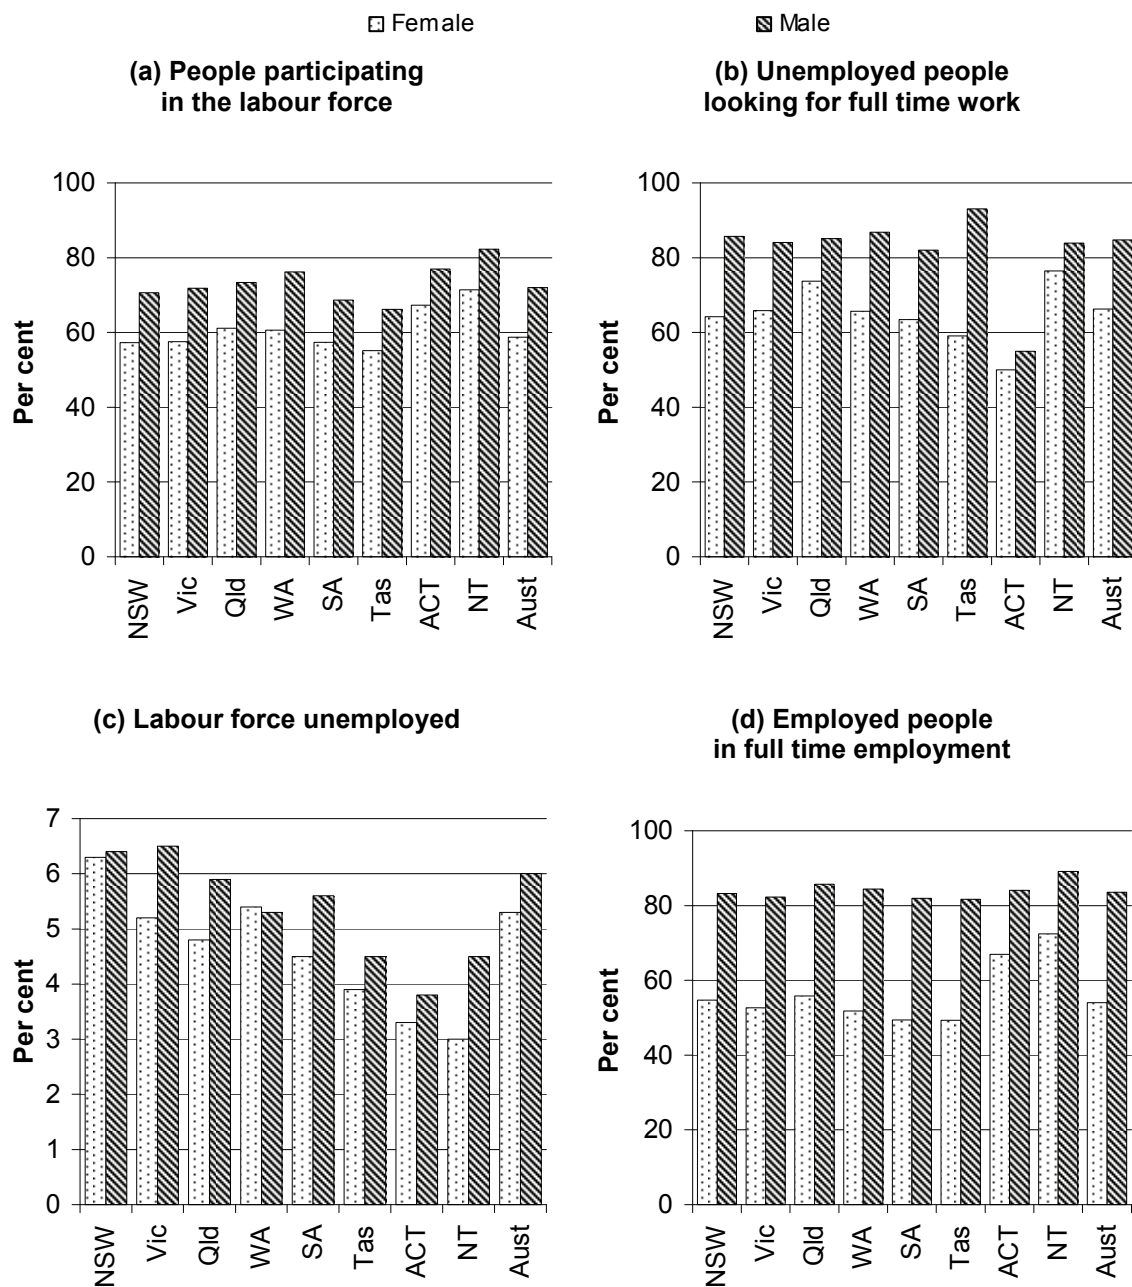 Female Male
(a) People participating
in the labour force
(b) Unemployed people
looking for full time work
Per cent
100
80
60
40
20
0
NSW Vic Qld WA SA Tas ACT NT Aust
Per cent
100
80
60
40
20
0
NSW Vic Qld WA SA Tas ACT NT Aust
(c) Labour force unemployed
(d) Employed people
in full time employment
Per cent
7
6
5
4
3
2
1
0
NSW Vic Qld WA SA Tas ACT NT Aust
Per cent
100
80
60
40
20
0
NSW Vic Qld WA SA Tas ACT NT Aust